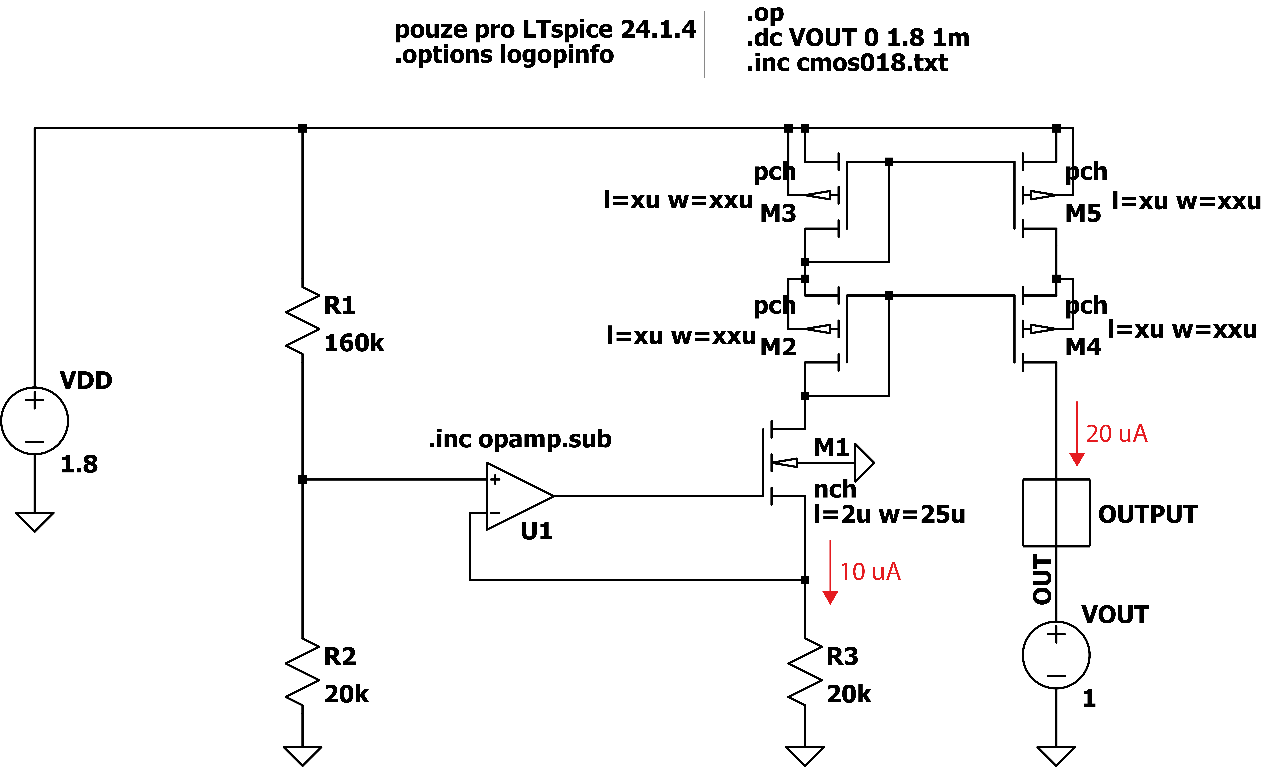 pouze pro LTspice 24.1.4
.options logopinfo
.op
.dc VOUT 0 1.8 1m
.inc cmos018.txt
pch
l=xu w=xxu
M3
pch
l=xu w=xxu
M5
R1
160k
pch
l=xu w=xxu
M2
pch
l=xu w=xxu
M4
VDD
1.8
.inc opamp.sub
+
-
U1
M1
nch
l=2u w=25u
20 uA
OUTPUT
10 uA
OUT
VOUT
1
R2
20k
R3
20k